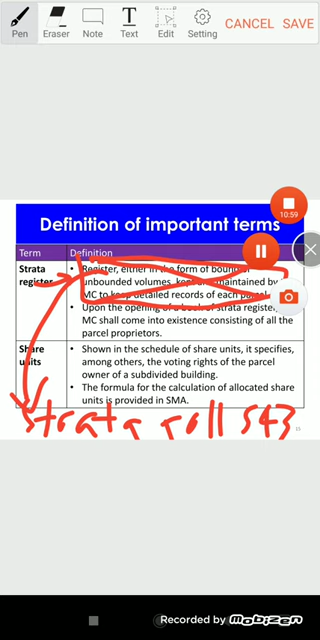 CANCEL SAVE
Pen Eraser Note Text Edit Setting
10:59
Definition of important terms
Term Definition
Strata register
• Register, either in the form of bound or
unbounded volumes, kept and maintained by
MC to keep detailed records of each parcel
• Upon the opening of a book of strata register,
MC shall come into existence consisting of all the
parcel proprietors.
Share units
• Shown in the schedule of share units, it specifies,
among others, the voting rights of the parcel
owner of a subdivided building.
• The formula for the calculation of allocated share
units is provided in SMA.
Strata roll S43
15
Recorded by mobizen